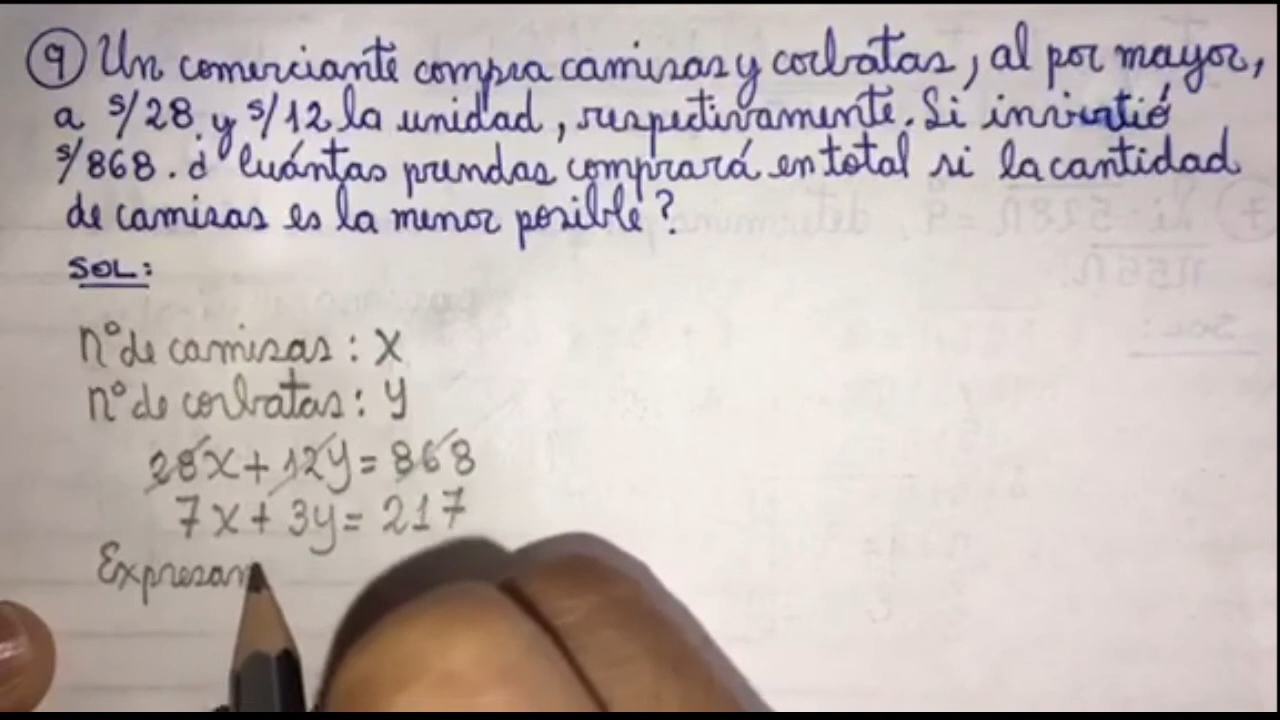 9 Un comerciante compra camisas y corbatas, al por mayor,
a s/28 y s/12 la unidad, respectivamente. Si invirtió
s/868. ¿ Cuántas prendas comprará en total si la cantidad
de camisas es la menor posible?
SOL:
n° de camisas : x
n° de corbatas : y
28x + 12y = 868
7x + 3y = 217
Expresan